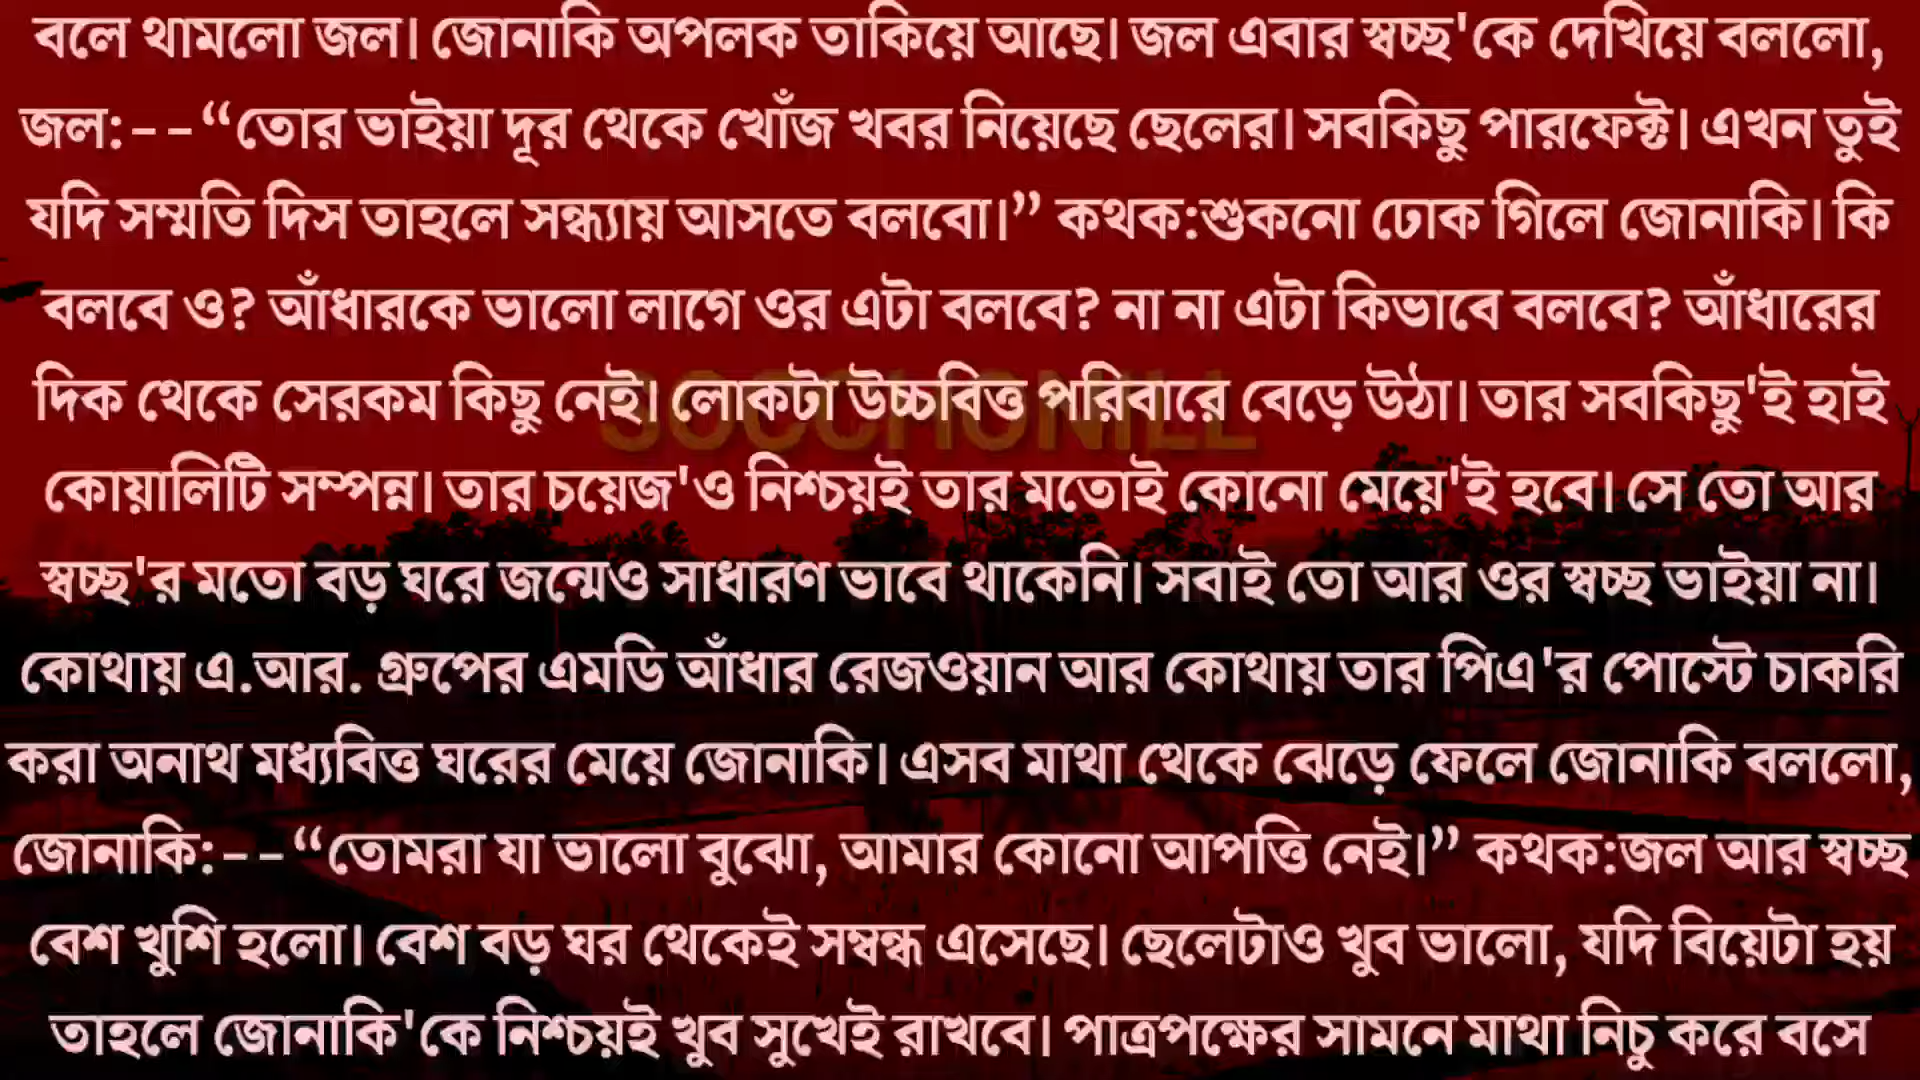 বলে থামলো জল। জোনাকি অপলক তাকিয়ে আছে। জল এবার স্বচ্ছ'কে দেখিয়ে বললো,
জল:--“তোর ভাইয়া দূর থেকে খোঁজ খবর নিয়েছে ছেলের। সবকিছু পারফেক্ট। এখন তুই
যদি সম্মতি দিস তাহলে সন্ধ্যায় আসতে বলবো।” কথক:শুকনো ঢোক গিলে জোনাকি। কি
বলবে ও? আঁধারকে ভালো লাগে ওর এটা বলবে? না না এটা কিভাবে বলবে? আঁধারের
দিক থেকে সেরকম কিছু নেই। লোকটা উচ্চবিত্ত পরিবারে বেড়ে উঠা। তার সবকিছু'ই হাই
SOCCHONILL
কোয়ালিটি সম্পন্ন। তার চয়েজ'ও নিশ্চয়ই তার মতোই কোনো মেয়ে'ই হবে। সে তো আর
স্বচ্ছ'র মতো বড় ঘরে জন্মেও সাধারণ ভাবে থাকেনি। সবাই তো আর ওর স্বচ্ছ ভাইয়া না।
কোথায় এ.আর. গ্রুপের এমডি আঁধার রেজওয়ান আর কোথায় তার পিএ'র পোস্টে চাকরি
করা অনাথ মধ্যবিত্ত ঘরের মেয়ে জোনাকি। এসব মাথা থেকে ঝেড়ে ফেলে জোনাকি বললো,
জোনাকি:--“তোমরা যা ভালো বুঝো, আমার কোনো আপত্তি নেই।” কথক:জল আর স্বচ্ছ
বেশ খুশি হলো। বেশ বড় ঘর থেকেই সম্বন্ধ এসেছে। ছেলেটাও খুব ভালো, যদি বিয়েটা হয়
তাহলে জোনাকি'কে নিশ্চয়ই খুব সুখেই রাখবে। পাত্রপক্ষের সামনে মাথা নিচু করে বসে